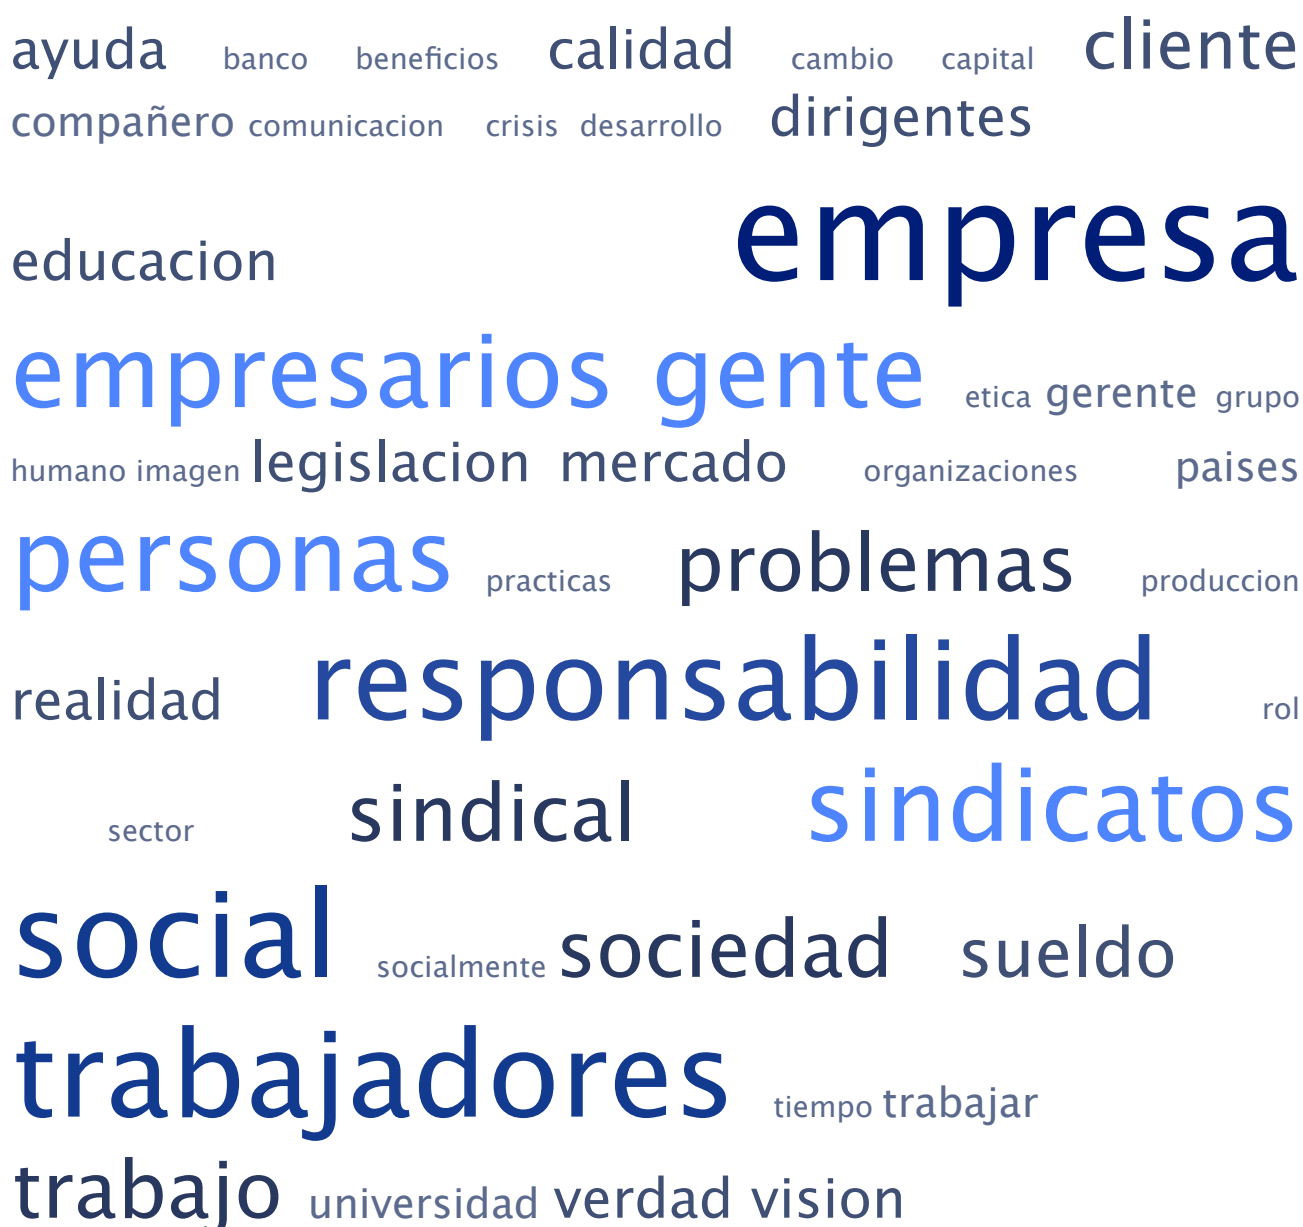 ayuda banco beneficios calidad cambio capital cliente
compañero comunicacion crisis desarrollo dirigentes
educacion empresa
empresarios gente etica gerente grupo
humano imagen legislacion mercado organizaciones paises
personas practicas problemas produccion
realidad responsabilidad rol
sector sindical sindicatos
social socialmente sociedad sueldo
trabajadores tiempo trabajar
trabajo universidad verdad vision